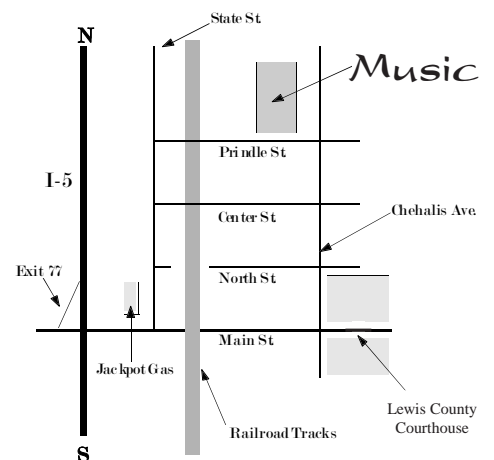 State St.
N
Music
Prindle St.
I-5
Center St.
Chehalis Ave.
Exit 77
North St.
Main St.
Jackpot Gas
Lewis County
Courthouse
Railroad Tracks
S